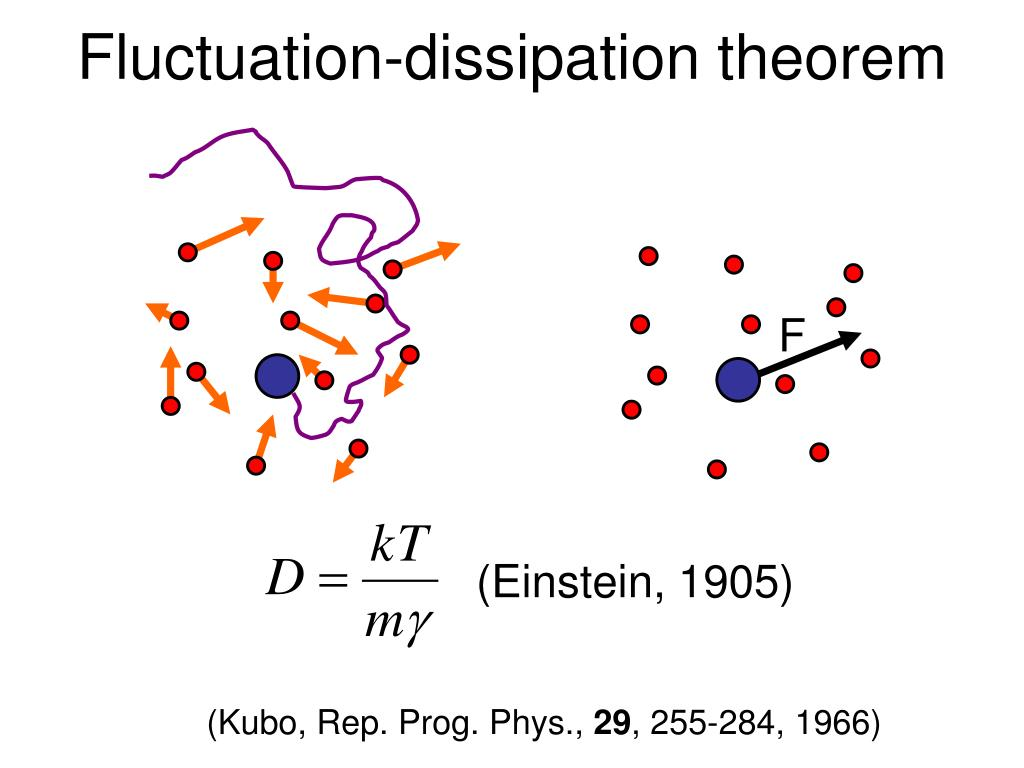 Fluctuation-dissipation theorem
F
D = kT / mγ (Einstein, 1905)
(Kubo, Rep. Prog. Phys., 29, 255-284, 1966)